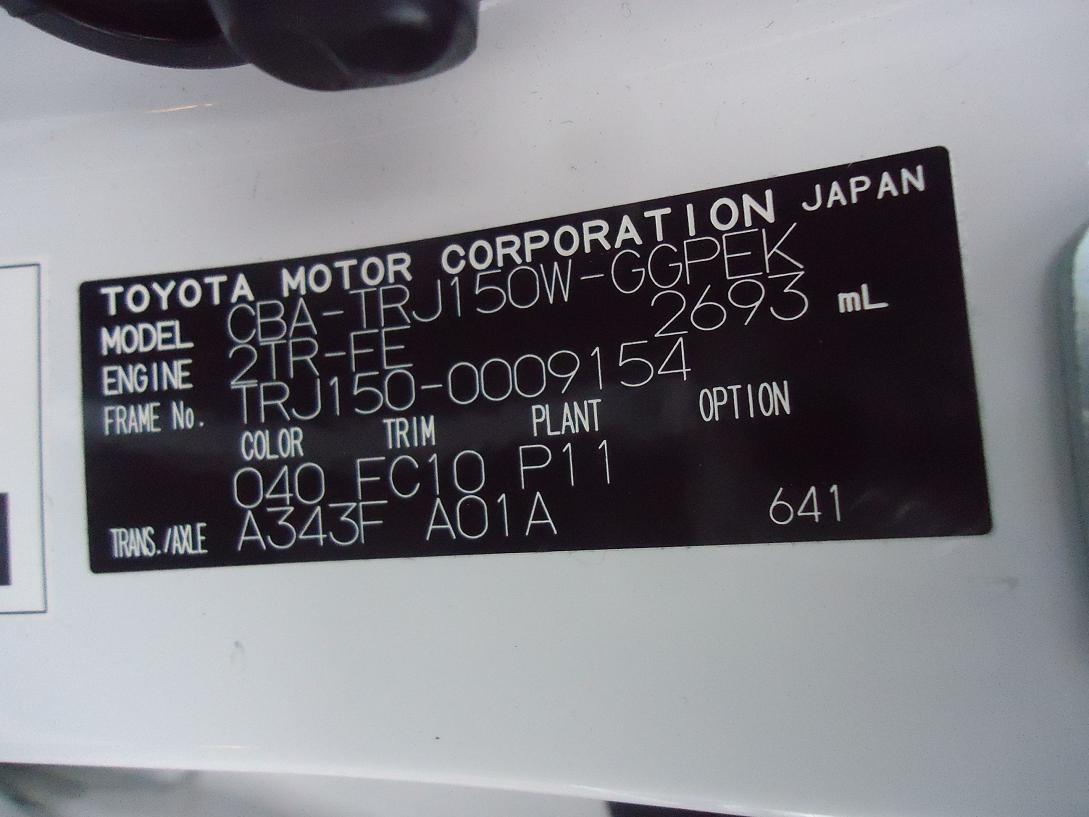 TOYOTA MOTOR CORPORATION JAPAN
MODEL CBA-TRJ150W-GGPEK
ENGINE 2TR-FE 2693 mL
FRAME No. TRJ150-0009154
COLOR TRIM PLANT OPTION
040 FC10 P11
TRANS./AXLE A343F A01A 641